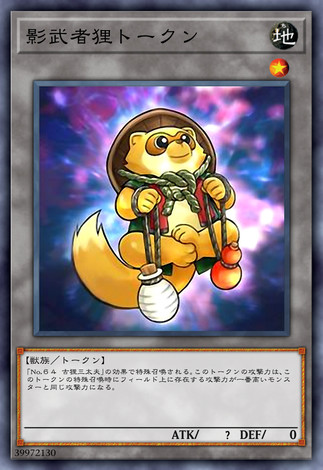 影武者狸トークン
地
【獣族／トークン】
「No.64 古狸三太夫」の効果で特殊召喚される。このトークンの攻撃力は、こ
のトークンの特殊召喚時にフィールド上に存在する攻撃力が一番高いモンス
ターと同じ攻撃力になる。
ATK/ ? DEF/ 0
39972130